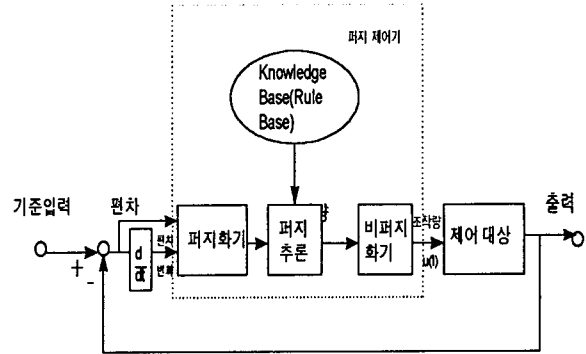 퍼지 제어기
Knowledge
Base(Rule
Base)
기준입력
편차
출력
+
-
d
dt
편차
변화
퍼지화기
퍼지
추론
비퍼지
화기
조작량
u(t)
제어 대상